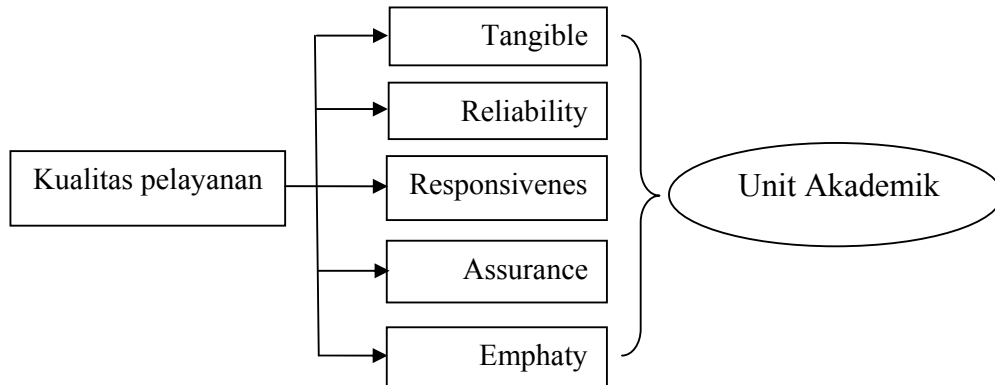 Tangible
Reliability
Kualitas pelayanan
Responsivenes
Unit Akademik
Assurance
Emphaty